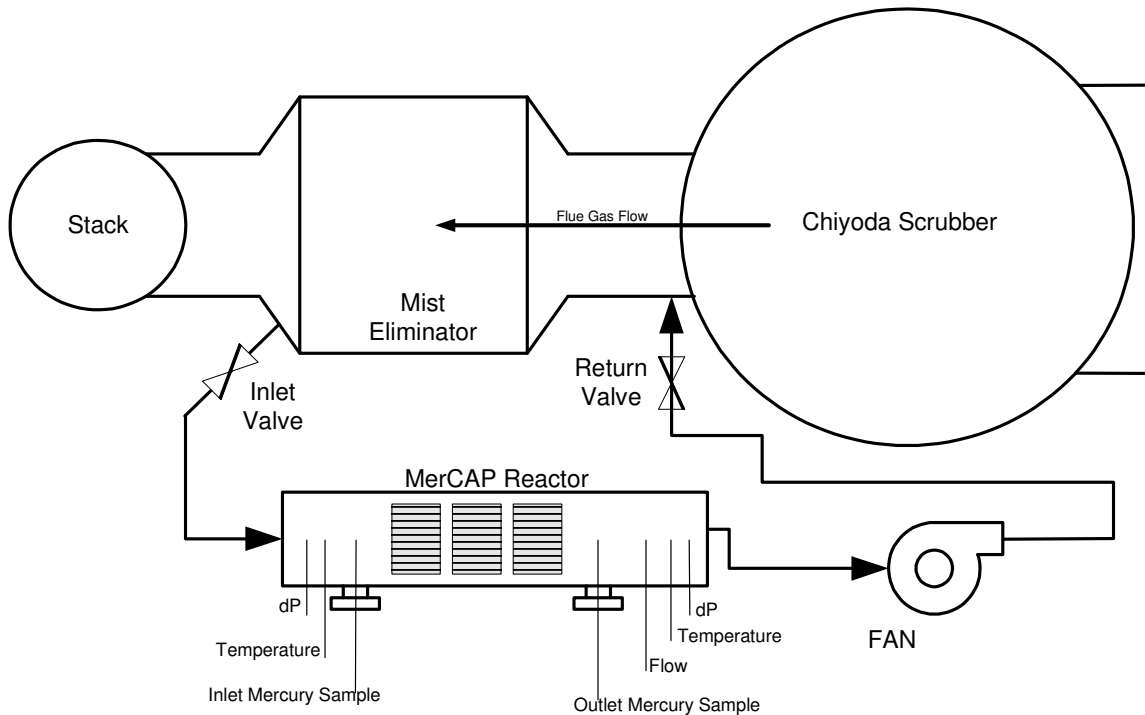 Stack
Flue Gas Flow
Chiyoda Scrubber
Mist
Eliminator
Inlet
Valve
Return
Valve
MerCAP Reactor
dP
Temperature
Inlet Mercury Sample
dP
Temperature
Flow
Outlet Mercury Sample
FAN